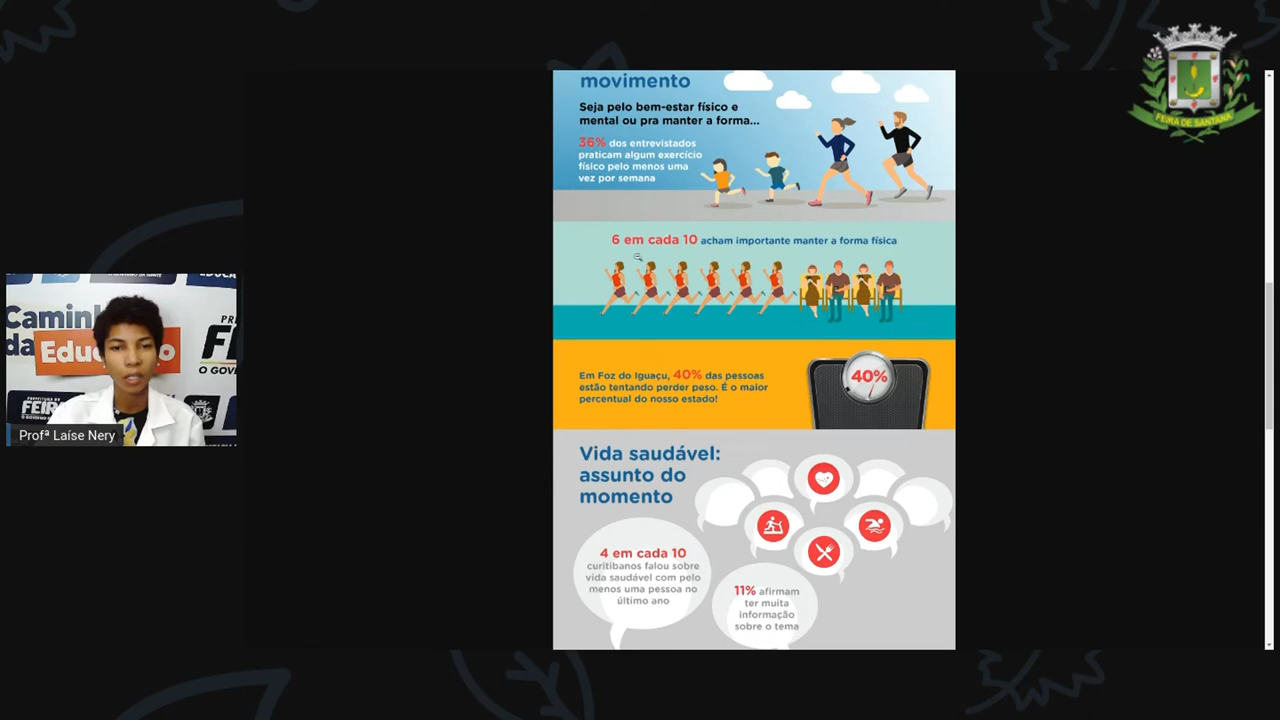 movimento
Seja pelo bem-estar físico e
mental ou pra manter a forma...
36% dos entrevistados
praticam algum exercício
físico pelo menos uma
vez por semana
6 em cada 10 acham importante manter a forma física
Em Foz do Iguaçu, 40% das pessoas
estão tentando perder peso. É o maior
percentual do nosso estado!
40%
Vida saudável:
assunto do
momento
4 em cada 10
curitibanos falou sobre
vida saudável com pelo
menos uma pessoa no
último ano
11% afirmam
ter muita
informação
sobre o tema
FEIRA DE SANTANA
Caminh
da Edu o
PRE
F
O GOVE
FEIR
Profª Laíse Nery